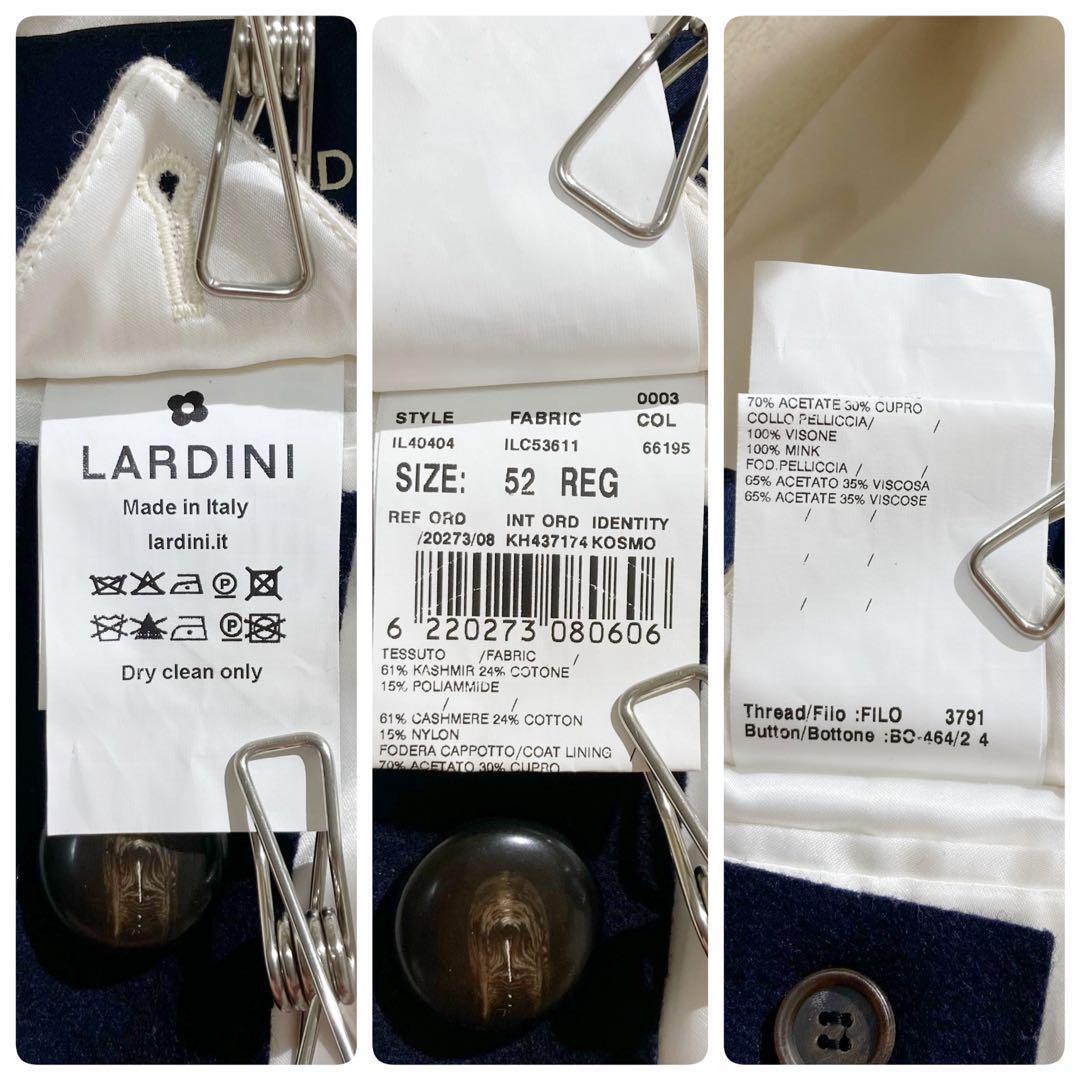 D
LARDINI
Made in Italy
lardini.it
P
P
Dry clean only
0003
STYLE FABRIC COL
IL40404 ILC53611 66195
SIZE: 52 REG
REF ORD INT ORD IDENTITY
/20273/08 KH437174 KOSMO
6 220273 080606
TESSUTO /FABRIC /
61% KASHMIR 24% COTONE
15% POLIAMMIDE
/ /
61% CASHMERE 24% COTTON
15% NYLON
FODERA CAPPOTTO/COAT LINING /
70% ACETATO 30% CUPRO
70% ACETATE 30% CUPRO
COLLO PELLICCIA/ /
100% VISONE
100% MINK
FOD.PELLICCIA / /
65% ACETATO 35% VISCOSA
65% ACETATE 35% VISCOSE
/ /
/ /
/ /
Thread/Filo :FILO 3791
Button/Bottone :BO-464/2 4